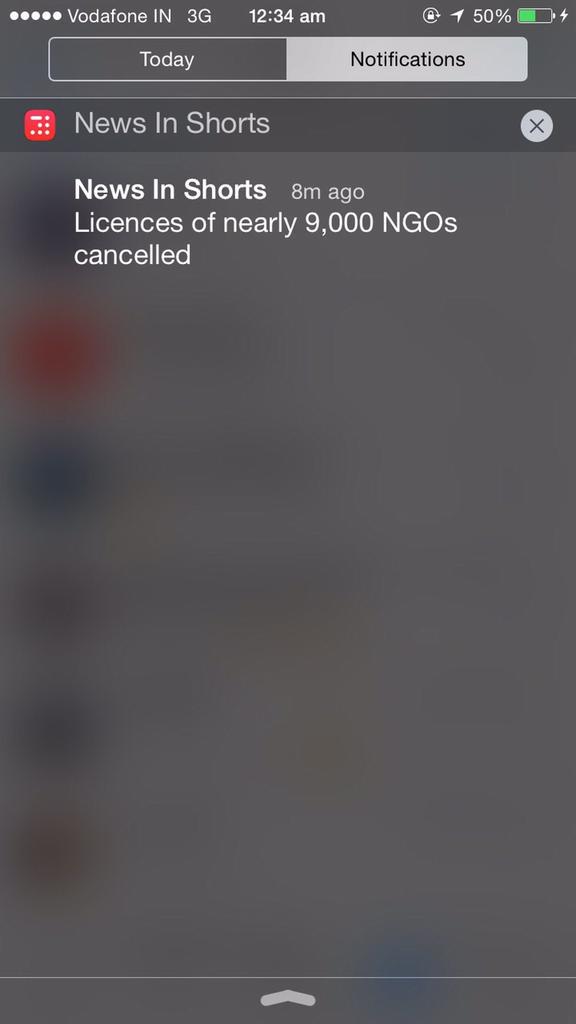 Vodafone IN 3G 12:34 am 50%
Today Notifications
News In Shorts
News In Shorts 8m ago
Licences of nearly 9,000 NGOs
cancelled